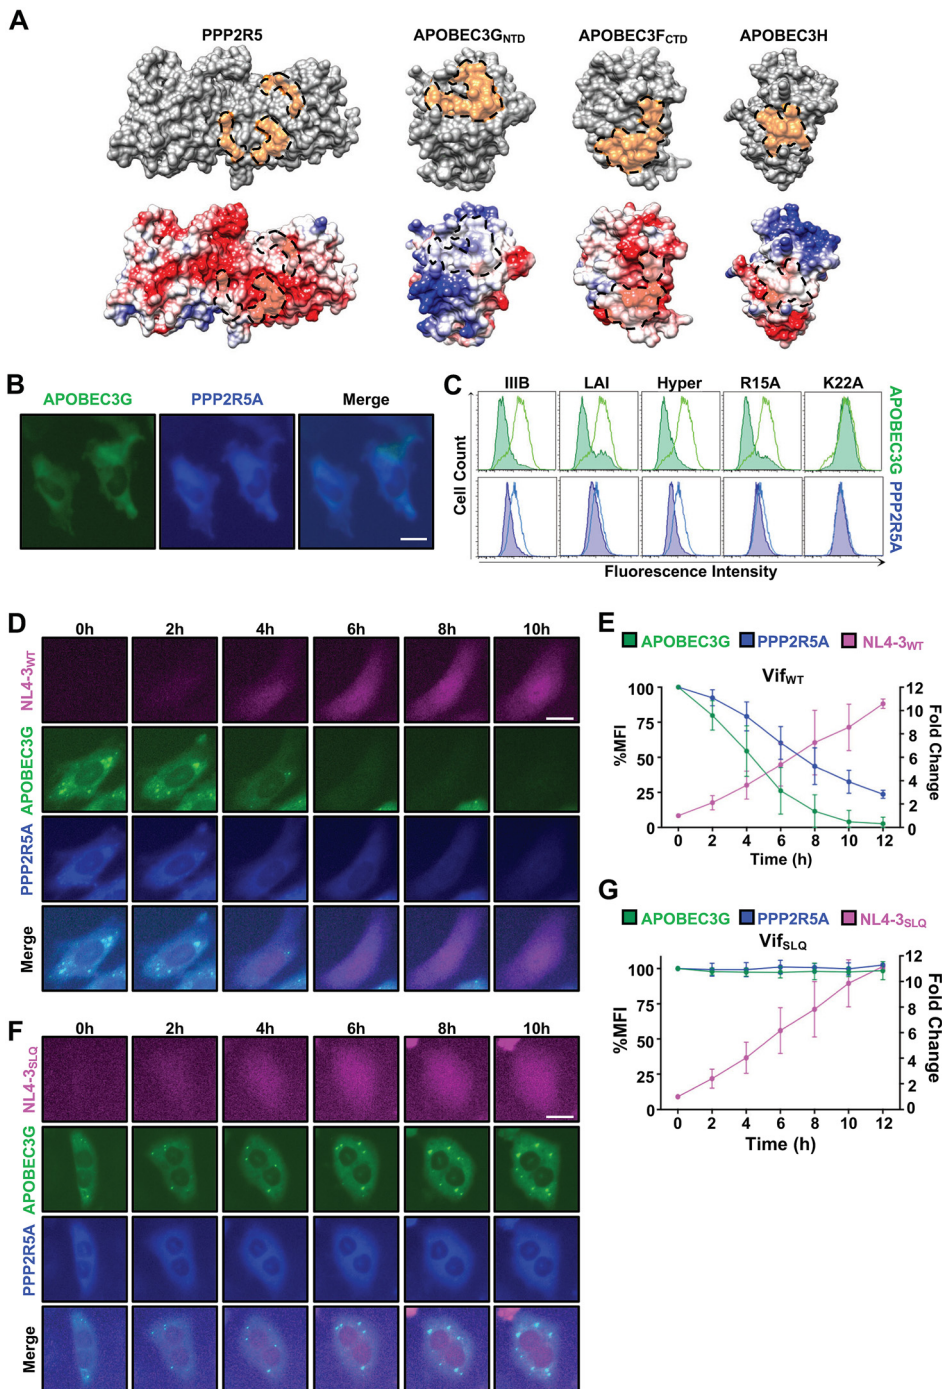 A
PPP2R5 APOBEC3GNTD APOBEC3FCTD APOBEC3H
B
APOBEC3G PPP2R5A Merge
C
IIIB LAI Hyper R15A K22A
Cell Count
APOBEC3G
PPP2R5A
Fluorescence Intensity
D
0h 2h 4h 6h 8h 10h
NL4-3WT
APOBEC3G
PPP2R5A
Merge
E
APOBEC3G PPP2R5A NL4-3WT
VifWT
%MFI
100
75
50
25
0
Fold Change
12
10
8
6
4
2
0
0 2 4 6 8 10 12
Time (h)
F
0h 2h 4h 6h 8h 10h
NL4-3SLQ
APOBEC3G
PPP2R5A
Merge
G
APOBEC3G PPP2R5A NL4-3SLQ
VifSLQ
%MFI
100
75
50
25
0
Fold Change
12
10
8
6
4
2
0
0 2 4 6 8 10 12
Time (h)